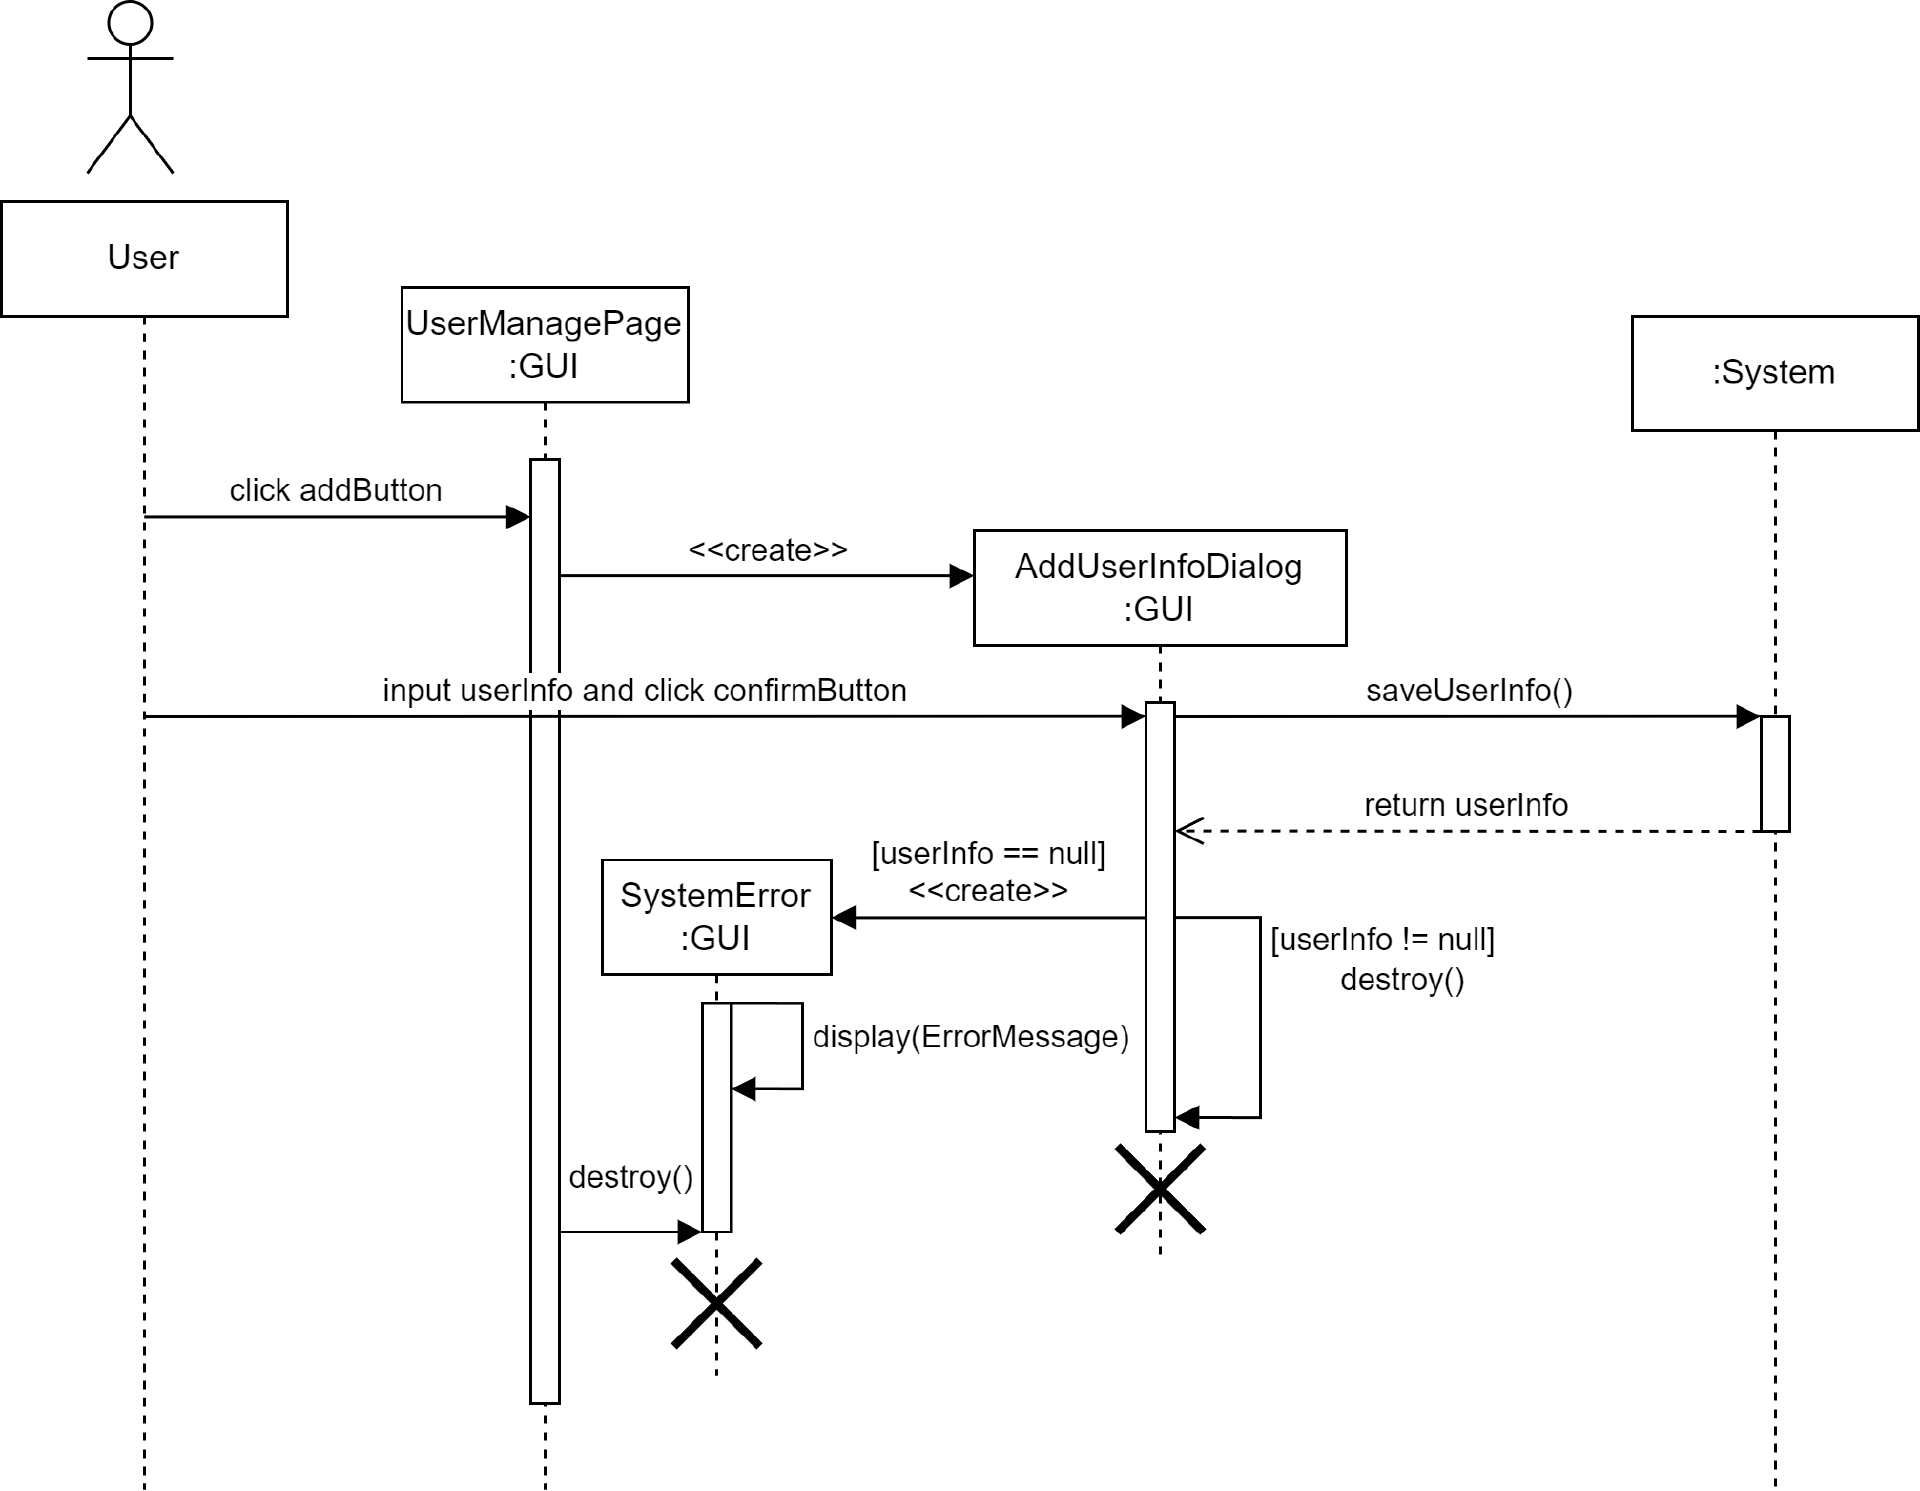 User
UserManagePage
:GUI
:System
click addButton
<<create>>
AddUserInfoDialog
:GUI
input userInfo and click confirmButton
saveUserInfo()
return userInfo
[userInfo == null]
<<create>>
SystemError
:GUI
[userInfo != null]
destroy()
display(ErrorMessage)
destroy()